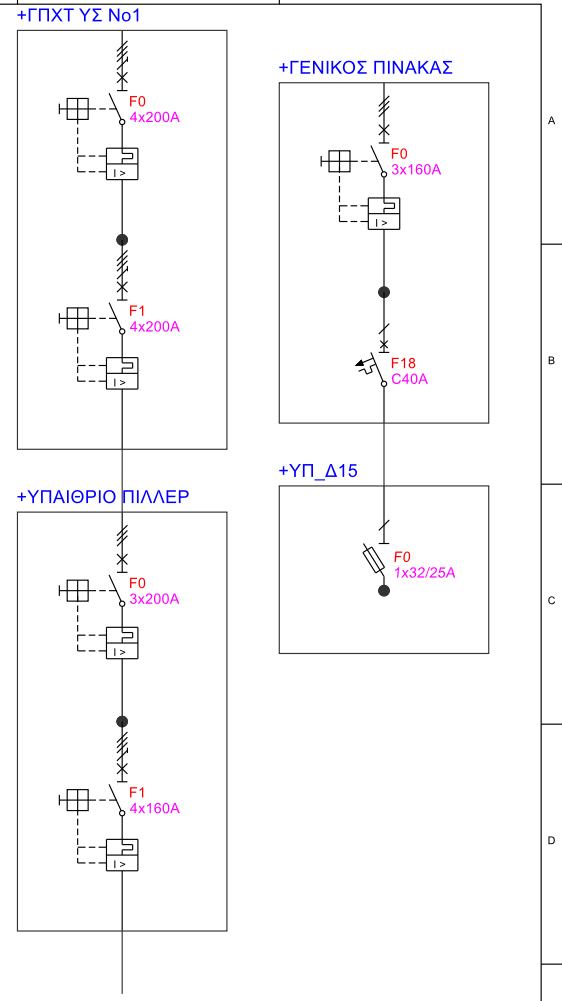 +ΓΠΧΤ ΥΣ Νο1
F0
4x200A
I >
F1
4x200A
I >
+ΥΠΑΙΘΡΙΟ ΠΙΛΛΕΡ
F0
3x200A
I >
F1
4x160A
I >
+ΓΕΝΙΚΟΣ ΠΙΝΑΚΑΣ
F0
3x160A
I >
F18
C40A
+ΥΠ_Δ15
F0
1x32/25A
A
B
C
D